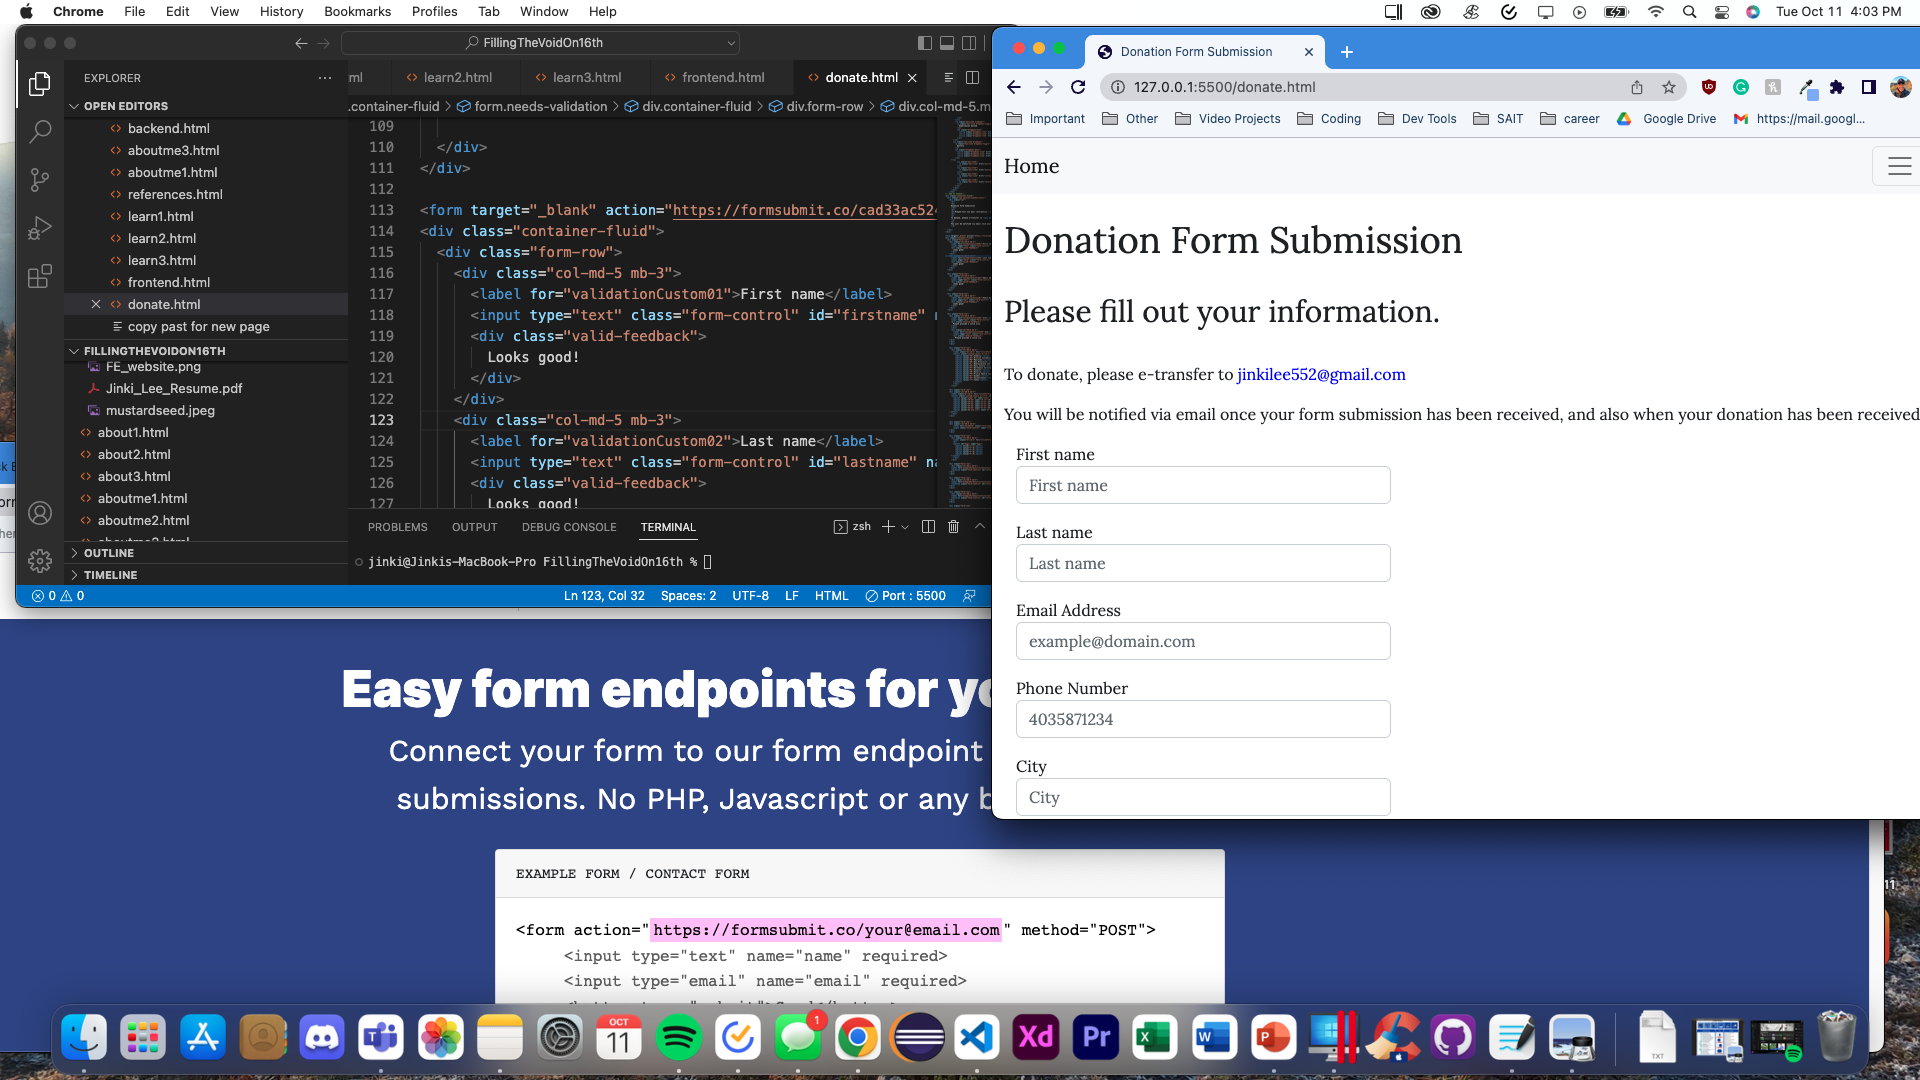 Chrome File Edit View History Bookmarks Profiles Tab Window Help
Tue Oct 11 4:03 PM
FillingTheVoidOn16th
EXPLORER
OPEN EDITORS
backend.html
aboutme3.html
aboutme1.html
references.html
learn1.html
learn2.html
learn3.html
frontend.html
donate.html
copy past for new page
FILLINGTHEVOIDON16TH
FE_website.png
Jinki_Lee_Resume.pdf
mustardseed.jpeg
about1.html
about2.html
about3.html
aboutme1.html
aboutme2.html
OUTLINE
TIMELINE
ml learn2.html learn3.html frontend.html donate.html
.container-fluid form.needs-validation div.container-fluid div.form-row div.col-md-5.m
109
110 </div>
111 </div>
112
113 <form target="_blank" action="https://formsubmit.co/cad33ac524
114 <div class="container-fluid">
115 <div class="form-row">
116 <div class="col-md-5 mb-3">
117 <label for="validationCustom01">First name</label>
118 <input type="text" class="form-control" id="firstname"
119 <div class="valid-feedback">
120 Looks good!
121 </div>
122 </div>
123 <div class="col-md-5 mb-3">
124 <label for="validationCustom02">Last name</label>
125 <input type="text" class="form-control" id="lastname" na
126 <div class="valid-feedback">
127 Looks good!
PROBLEMS OUTPUT DEBUG CONSOLE TERMINAL zsh
jinki@Jinkis-MacBook-Pro FillingTheVoidOn16th %
0 0 Ln 123, Col 32 Spaces: 2 UTF-8 LF HTML Port : 5500
Donation Form Submission
127.0.0.1:5500/donate.html
Important Other Video Projects Coding Dev Tools SAIT career Google Drive https://mail.googl...
Home
Donation Form Submission
Please fill out your information.
To donate, please e-transfer to jinkilee552@gmail.com
You will be notified via email once your form submission has been received, and also when your donation has been received
First name
First name
Last name
Last name
Email Address
example@domain.com
Phone Number
4035871234
City
City
Easy form endpoints for yo
Connect your form to our form endpoint
submissions. No PHP, Javascript or any b
EXAMPLE FORM / CONTACT FORM
<form action="https://formsubmit.co/your@email.com" method="POST">
<input type="text" name="name" required>
<input type="email" name="email" required>
OCT
11
1
Xd
Pr
X
W
P
TXT